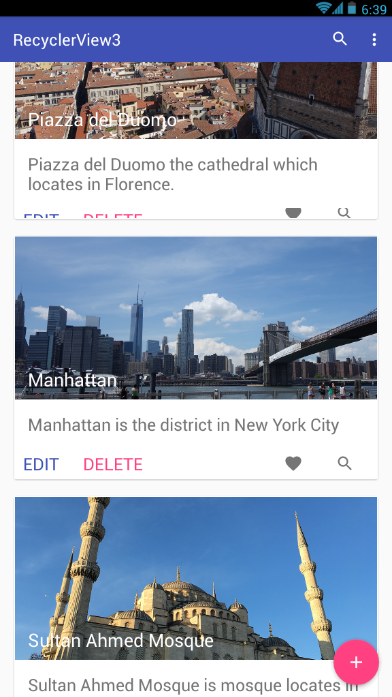 6:39
RecyclerView3
Piazza del Duomo
Piazza del Duomo the cathedral which
locates in Florence.
EDIT DELETE
Manhattan
Manhattan is the district in New York City
EDIT DELETE
Sultan Ahmed Mosque
Sultan Ahmed Mosque is mosque locates in